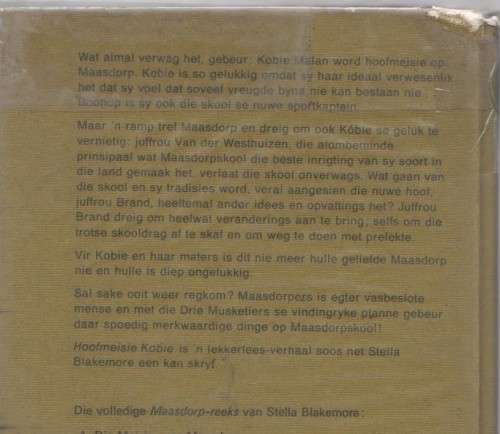 Wat almal verwag het, gebeur: Kobie Malan word hoofmeisie op
Maasdorp. Kobie is so gelukkig omdat sy haar ideaal verwesenlik
het dat sy voel dat soveel vreugde byna nie kan bestaan nie.
Boonop is sy ook die skool se nuwe sportkaptein.
Maar 'n ramp tref Maasdorp en dreig om ook Kobie se geluk te
vernietig: juffrou Van der Westhuizen, die alombeminde
prinsipaal wat Maasdorpskool die beste inrigting van sy soort in
die land gemaak het, verlaat die skool onverwags. Wat gaan van
die skool en sy tradisies word, veral aangesien die nuwe hoof,
juffrou Brand, heeltemal ander idees en opvattings het? Juffrou
Brand dreig om heelwat veranderings aan te bring, selfs om die
trotse skooldrag af te skaf en om weg te doen met prefekte.
Vir Kobie en haar maters is dit nie meer hulle geliefde Maasdorp
nie en hulle is diep ongelukkig.
Sal sake ooit weer regkom? Maasdorpers is egter vasbeslote
mense en met die Drie Musketiers se vindingryke planne gebeur
daar spoedig merkwaardige dinge op Maasdorpskool!
Hoofmeisie Kobie is 'n lekkerlees-verhaal soos net Stella
Blakemore een kan skryf.
Die volledige Maasdorp-reeks van Stella Blakemore: